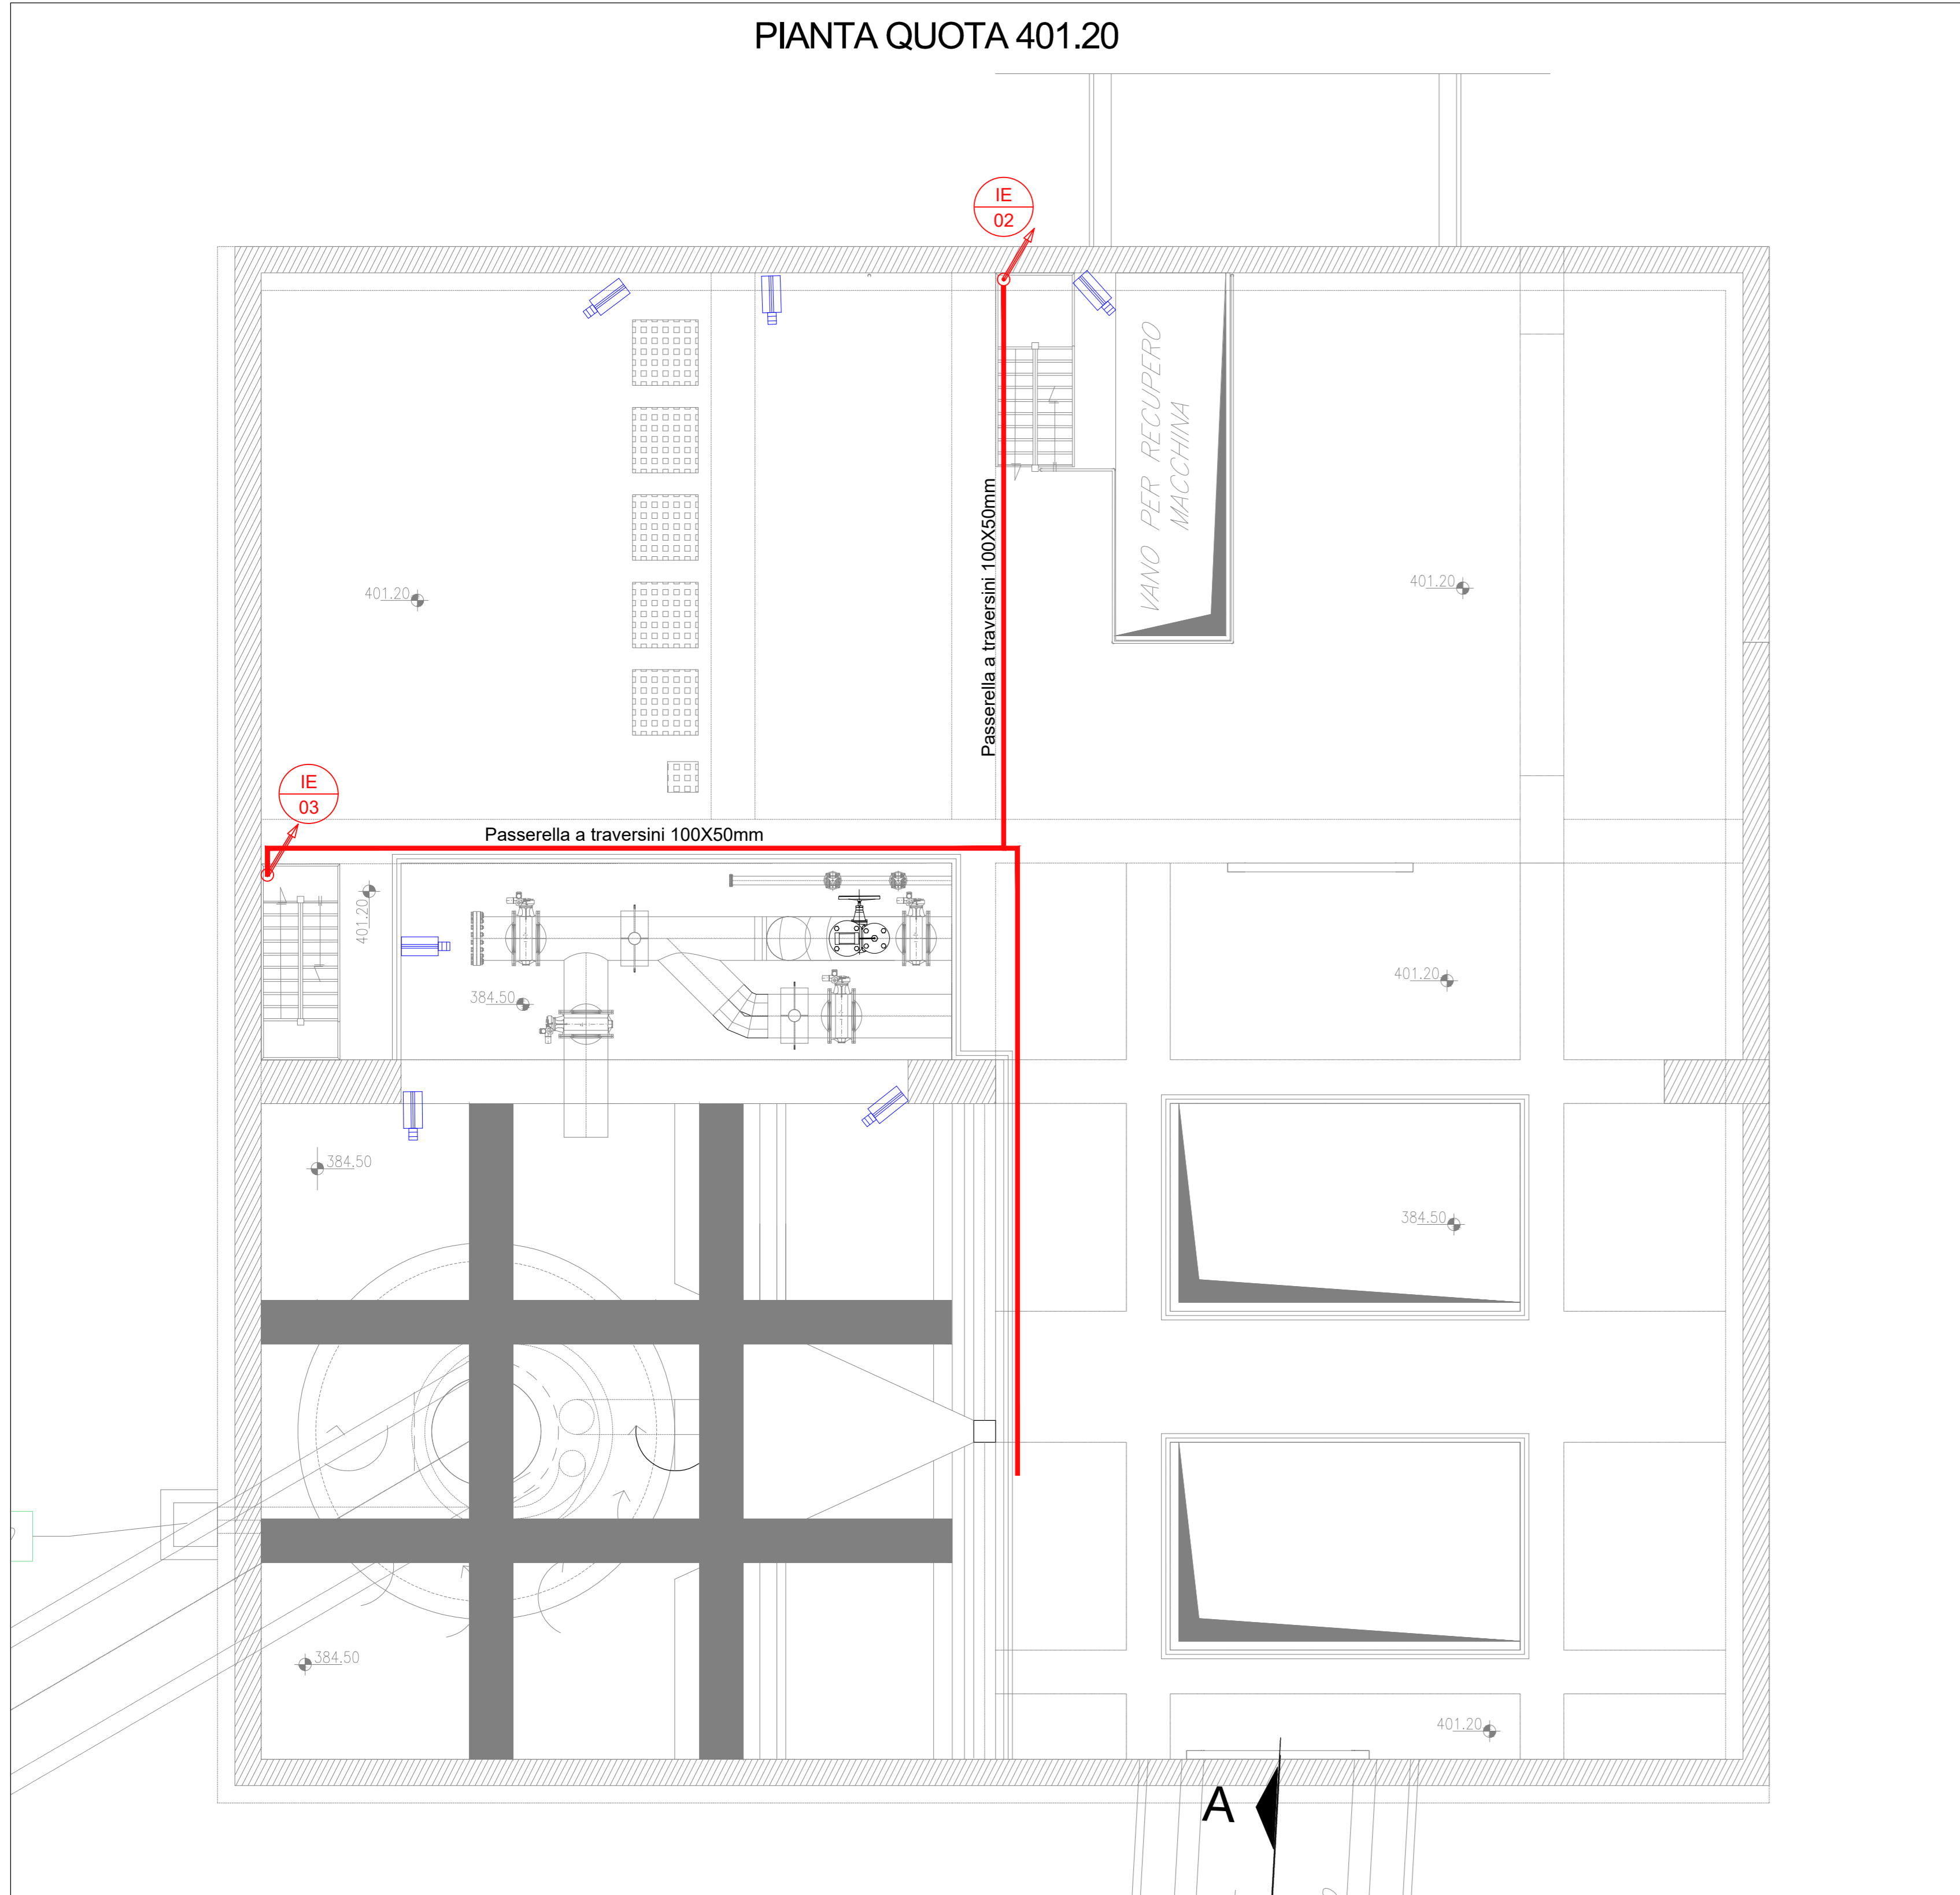 PIANTA QUOTA 401.20
IE
02
VANO PER RECUPERO
MACCHINA
Passerella a traversini 100X50mm
401.20
401.20
IE
03
Passerella a traversini 100X50mm
401.20
384.50
401.20
384.50
384.50
384.50
401.20
A